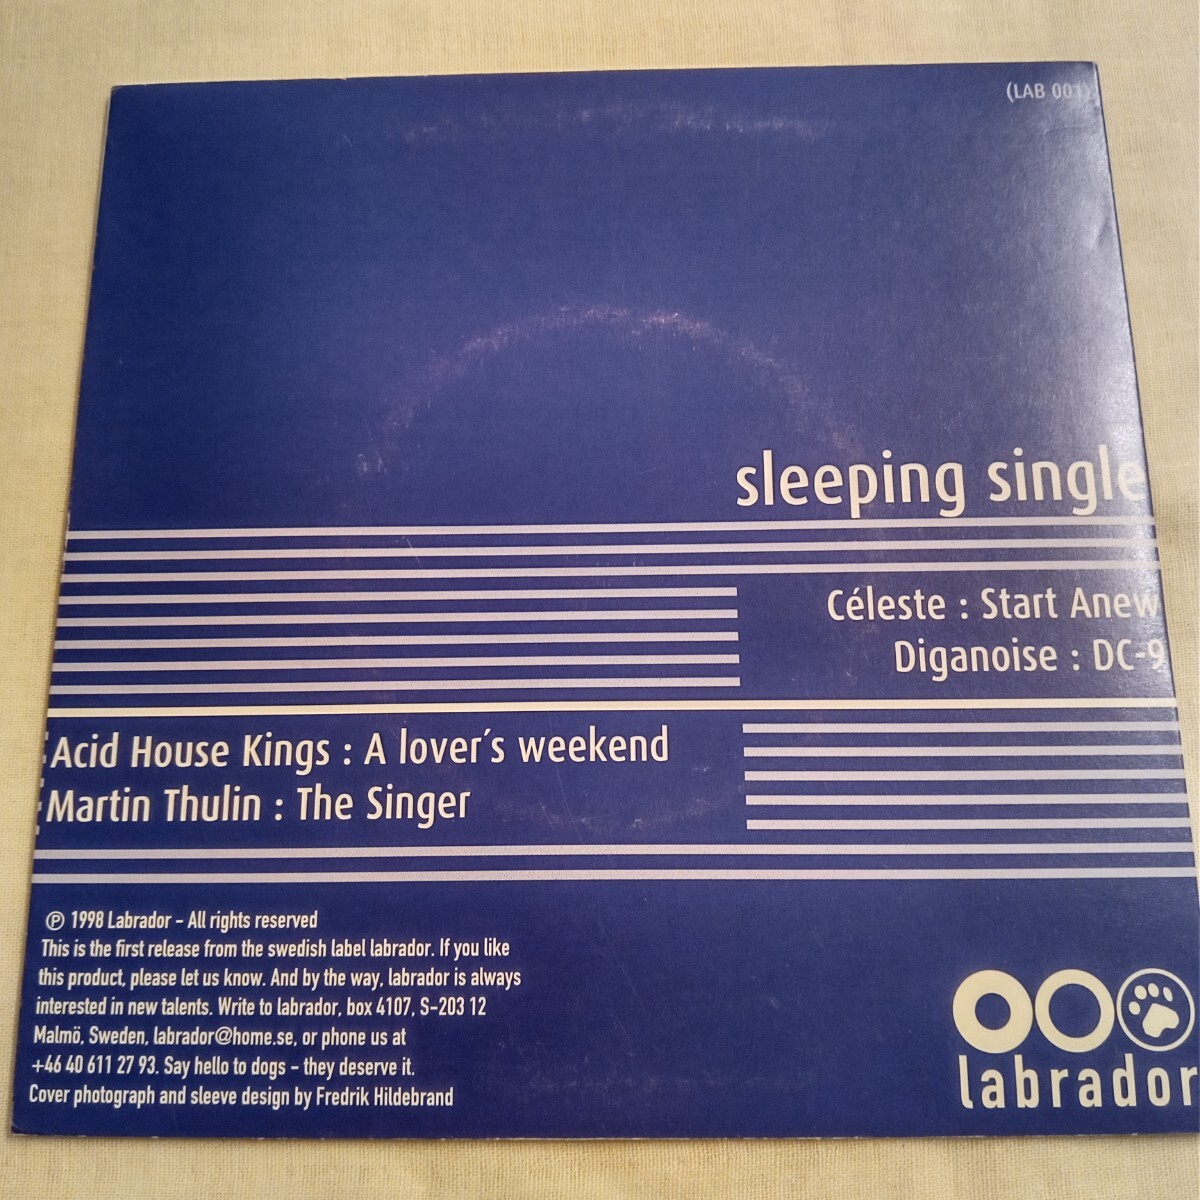 (LAB 001)
sleeping single
Céleste : Start Anew
Diganoise : DC-9
Acid House Kings : A lover´s weekend
Martin Thulin : The Singer
℗ 1998 Labrador - All rights reserved
This is the first release from the swedish label labrador. If you like
this product, please let us know. And by the way, labrador is always
interested in new talents. Write to labrador, box 4107, S-203 12
Malmö, Sweden, labrador@home.se, or phone us at
+46 40 611 27 93. Say hello to dogs - they deserve it.
Cover photograph and sleeve design by Fredrik Hildebrand
labrador